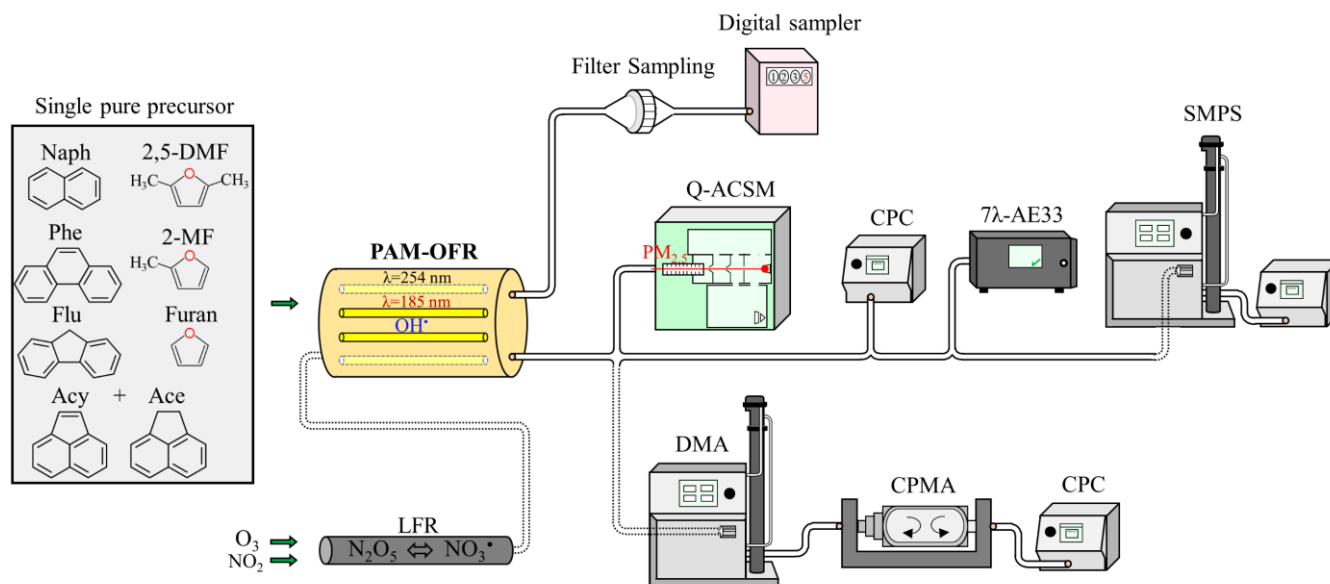 Digital sampler
①②③⑤
Filter Sampling
Single pure precursor
Naph
2,5-DMF
H₃C O CH₃
Phe
2-MF
H₃C O
Flu
Furan
O
Acy + Ace
PAM-OFR
λ=254 nm
λ=185 nm
OH•
Q-ACSM
PM₂.₅
CPC
7λ-AE33
SMPS
DMA
CPMA
CPC
O₃
NO₂
LFR
N₂O₅ ⇔ NO₃•